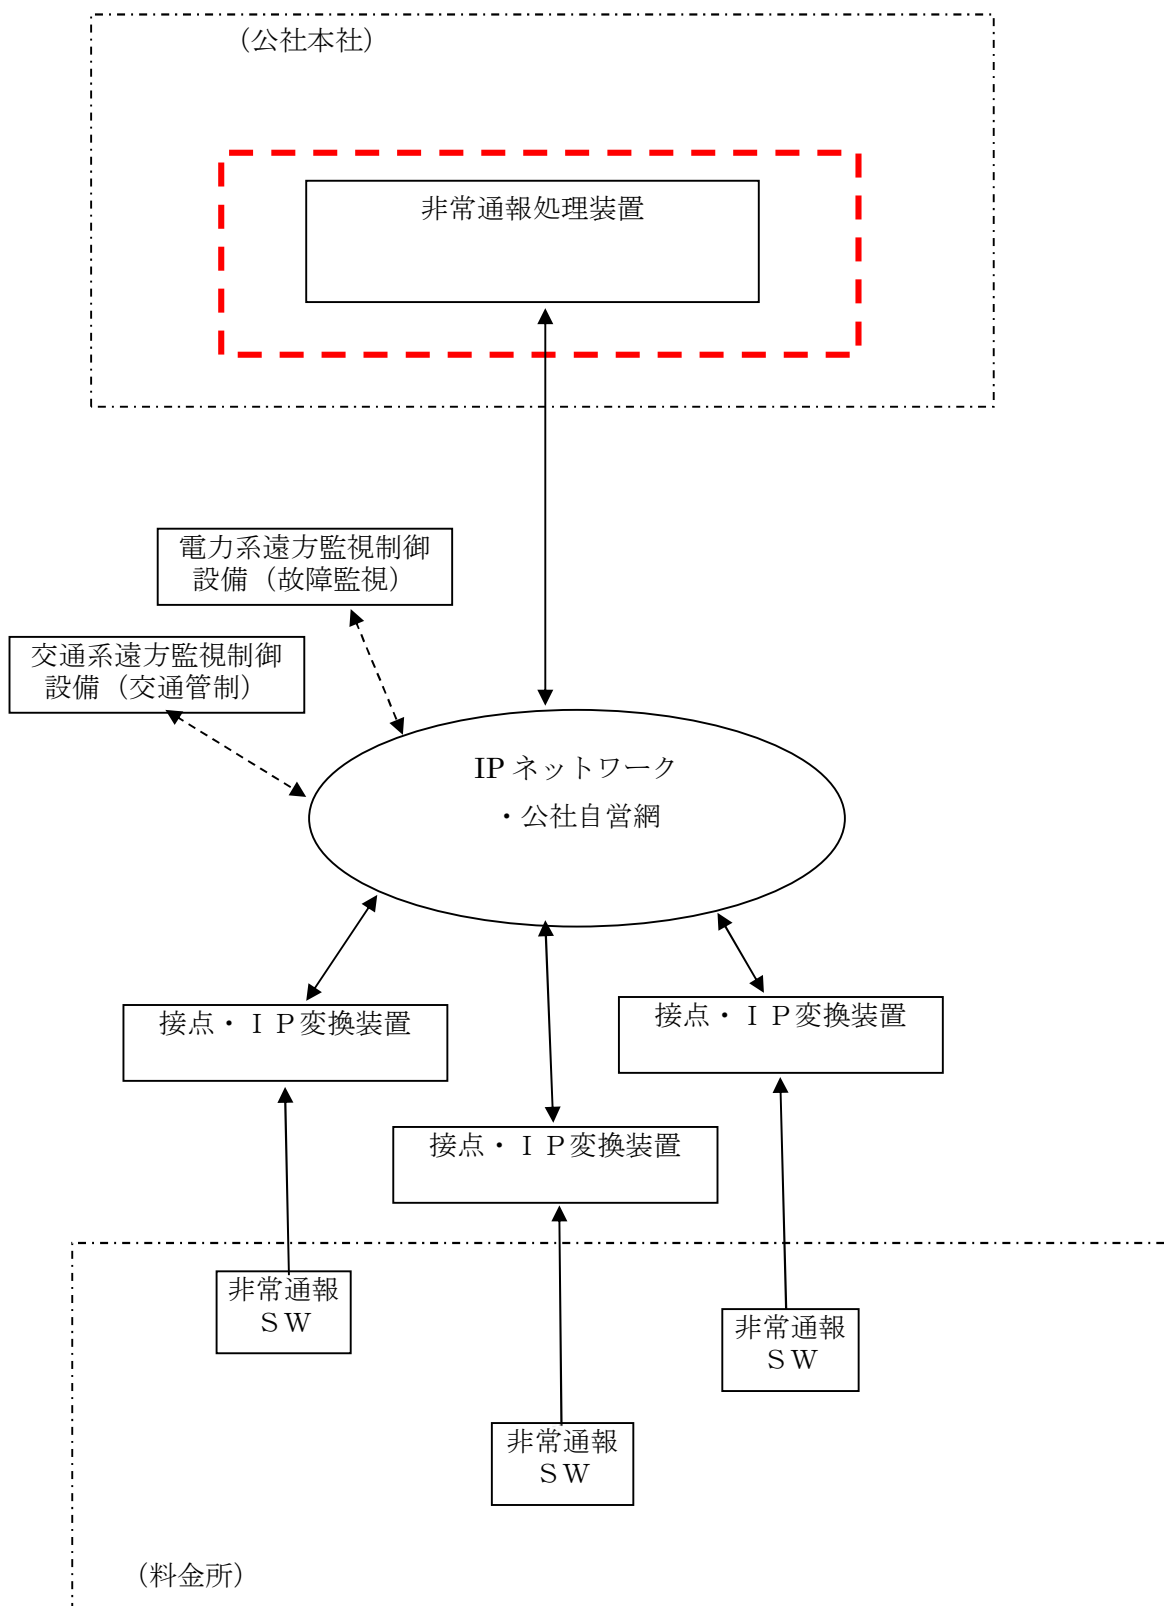 （公社本社）
非常通報処理装置
電力系遠方監視制御
設備（故障監視）
交通系遠方監視制御
設備（交通管制）
IP ネットワーク
・公社自営網
接点・ＩＰ変換装置
接点・ＩＰ変換装置
接点・ＩＰ変換装置
非常通報
ＳＷ
非常通報
ＳＷ
非常通報
ＳＷ
（料金所）